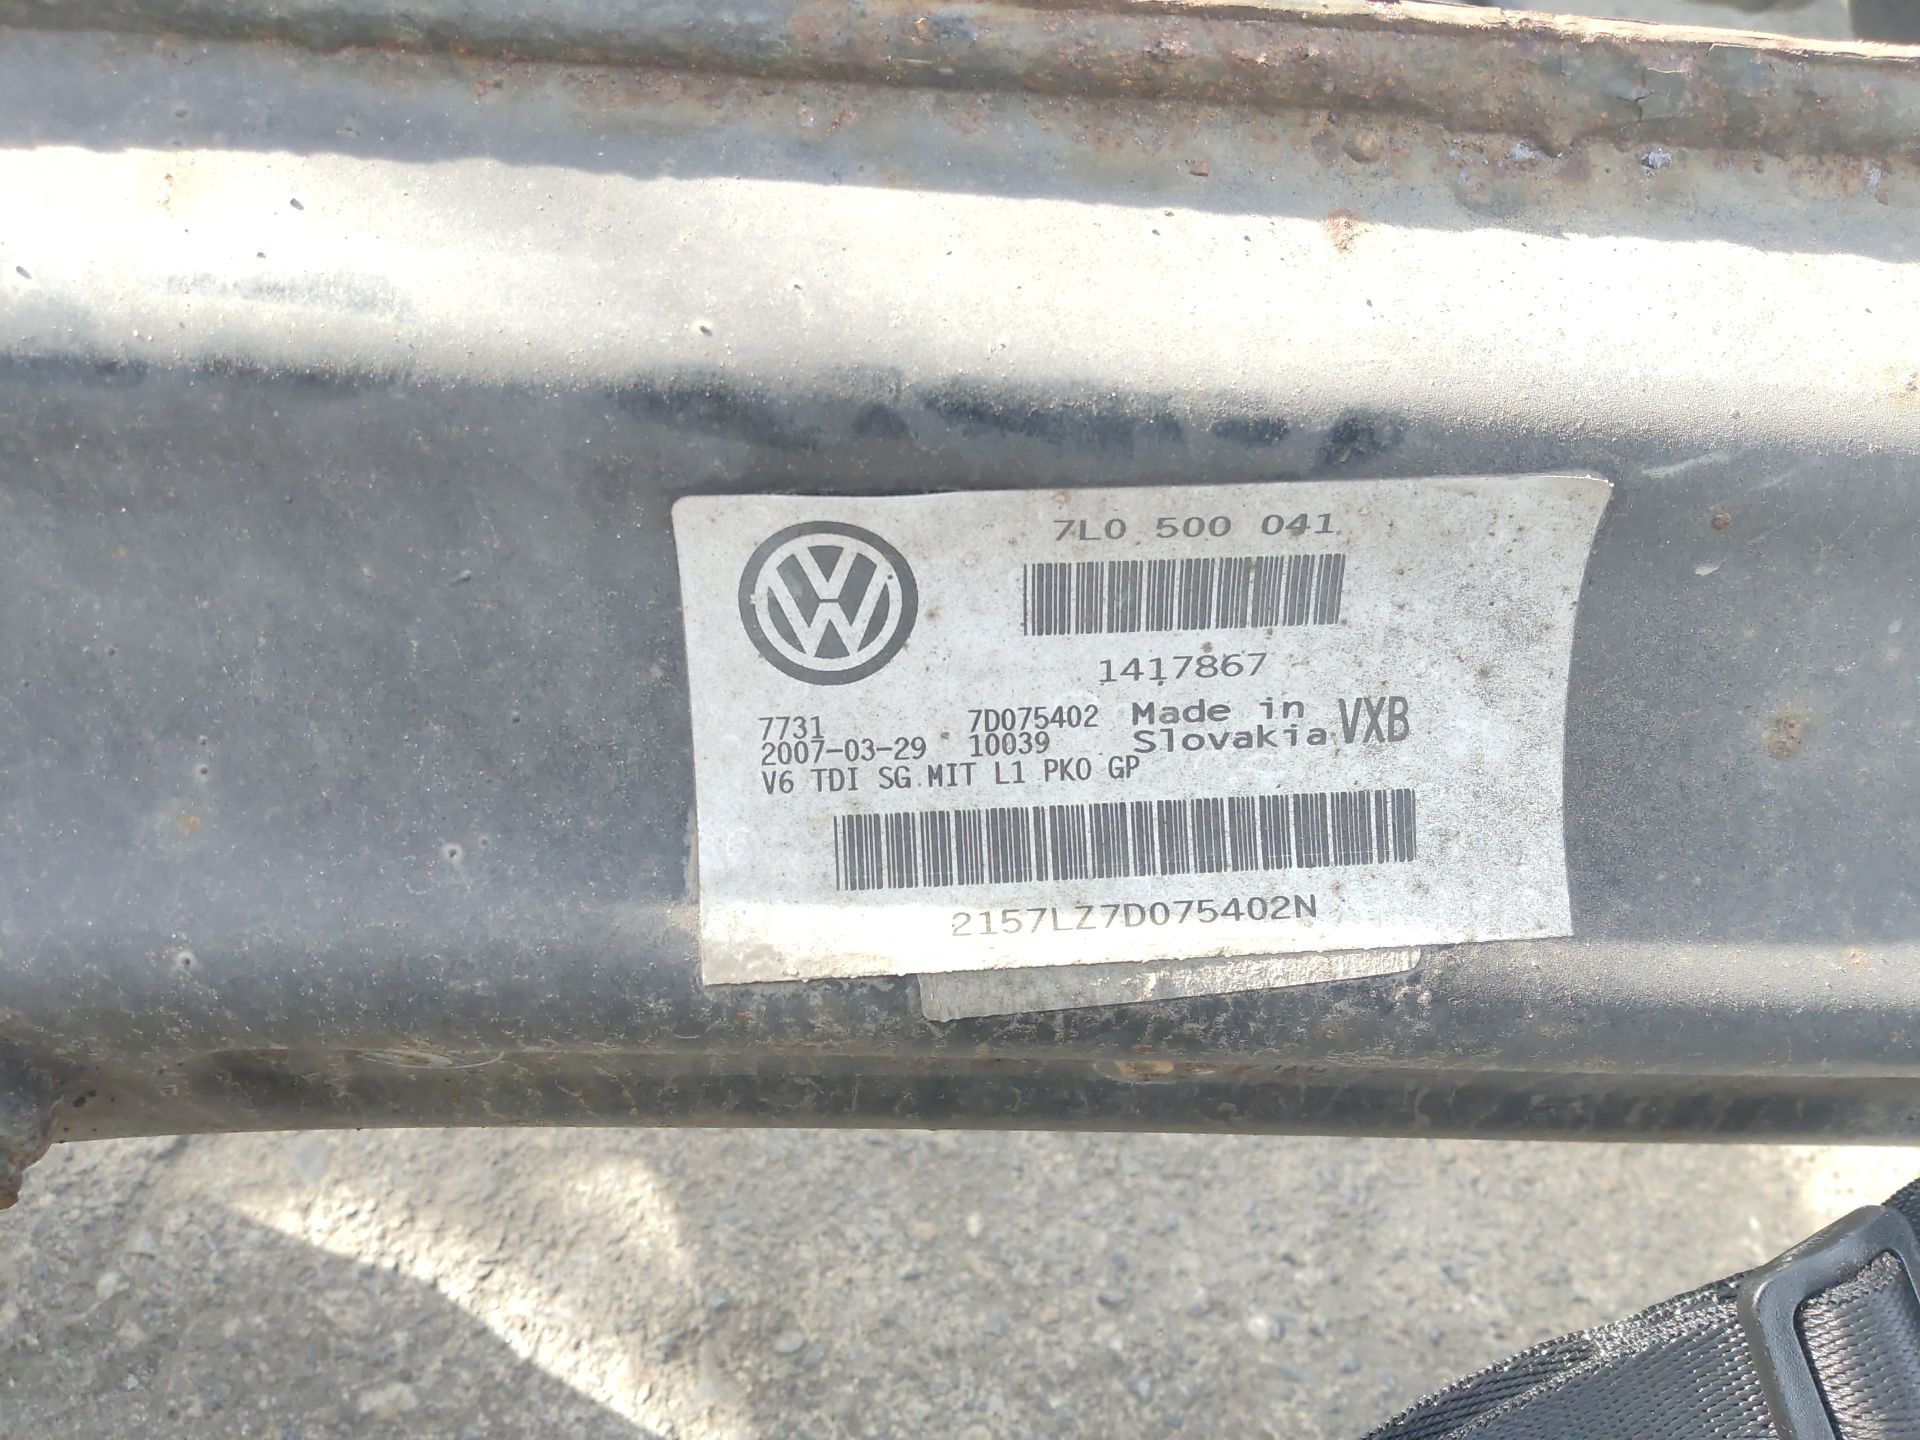 7L0 500 041
1417867
7731 7D075402 Made in VXB
2007-03-29 10039 Slovakia
V6 TDI SG MIT L1 PK0 GP
2157LZ7D075402N